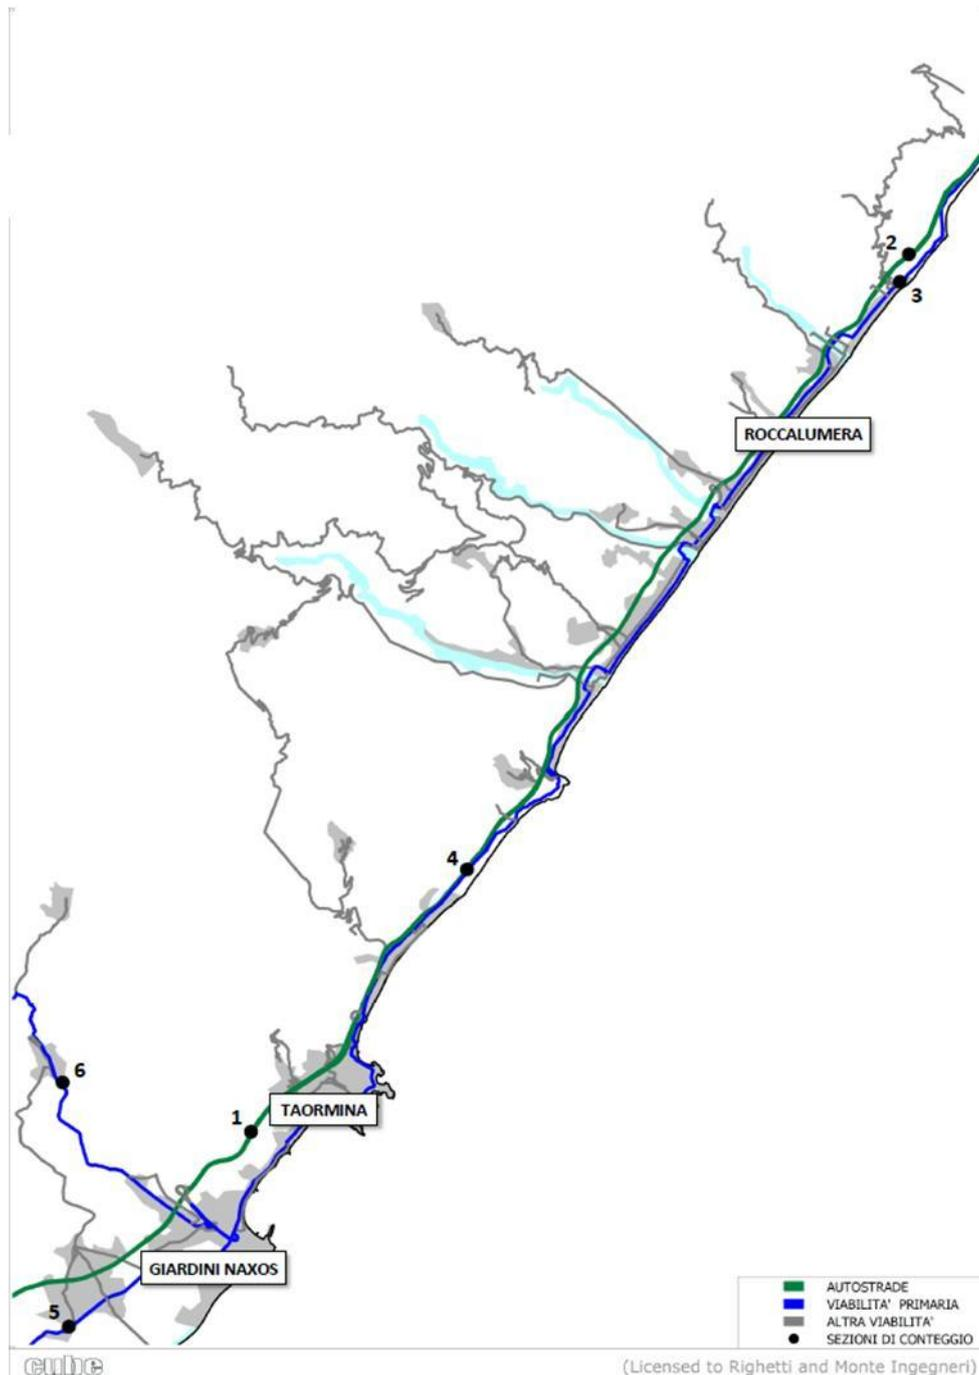 2
3
ROCCALUMERA
4
6
TAORMINA
1
GIARDINI NAXOS
5
AUTOSTRADE
VIABILITA' PRIMARIA
ALTRA VIABILITA'
SEZIONI DI CONTEGGIO
cube
(Licensed to Righetti and Monte Ingegneri)